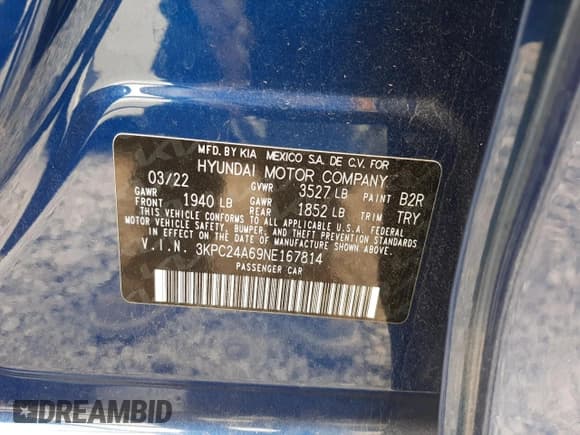 MFD. BY KIA MEXICO S.A. DE C.V. FOR
HYUNDAI MOTOR COMPANY
03/22 GVWR 3527 LB PAINT B2R
GAWR FRONT 1940 LB GAWR REAR 1852 LB TRIM TRY
THIS VEHICLE CONFORMS TO ALL APPLICABLE U.S.A. FEDERAL
MOTOR VEHICLE SAFETY, BUMPER, AND THEFT PREVENTION
STANDARDS IN EFFECT ON THE DATE OF MANUFACTURE SHOWN ABOVE.
V.I.N. 3KPC24A69NE167814
PASSENGER CAR
DREAMBID